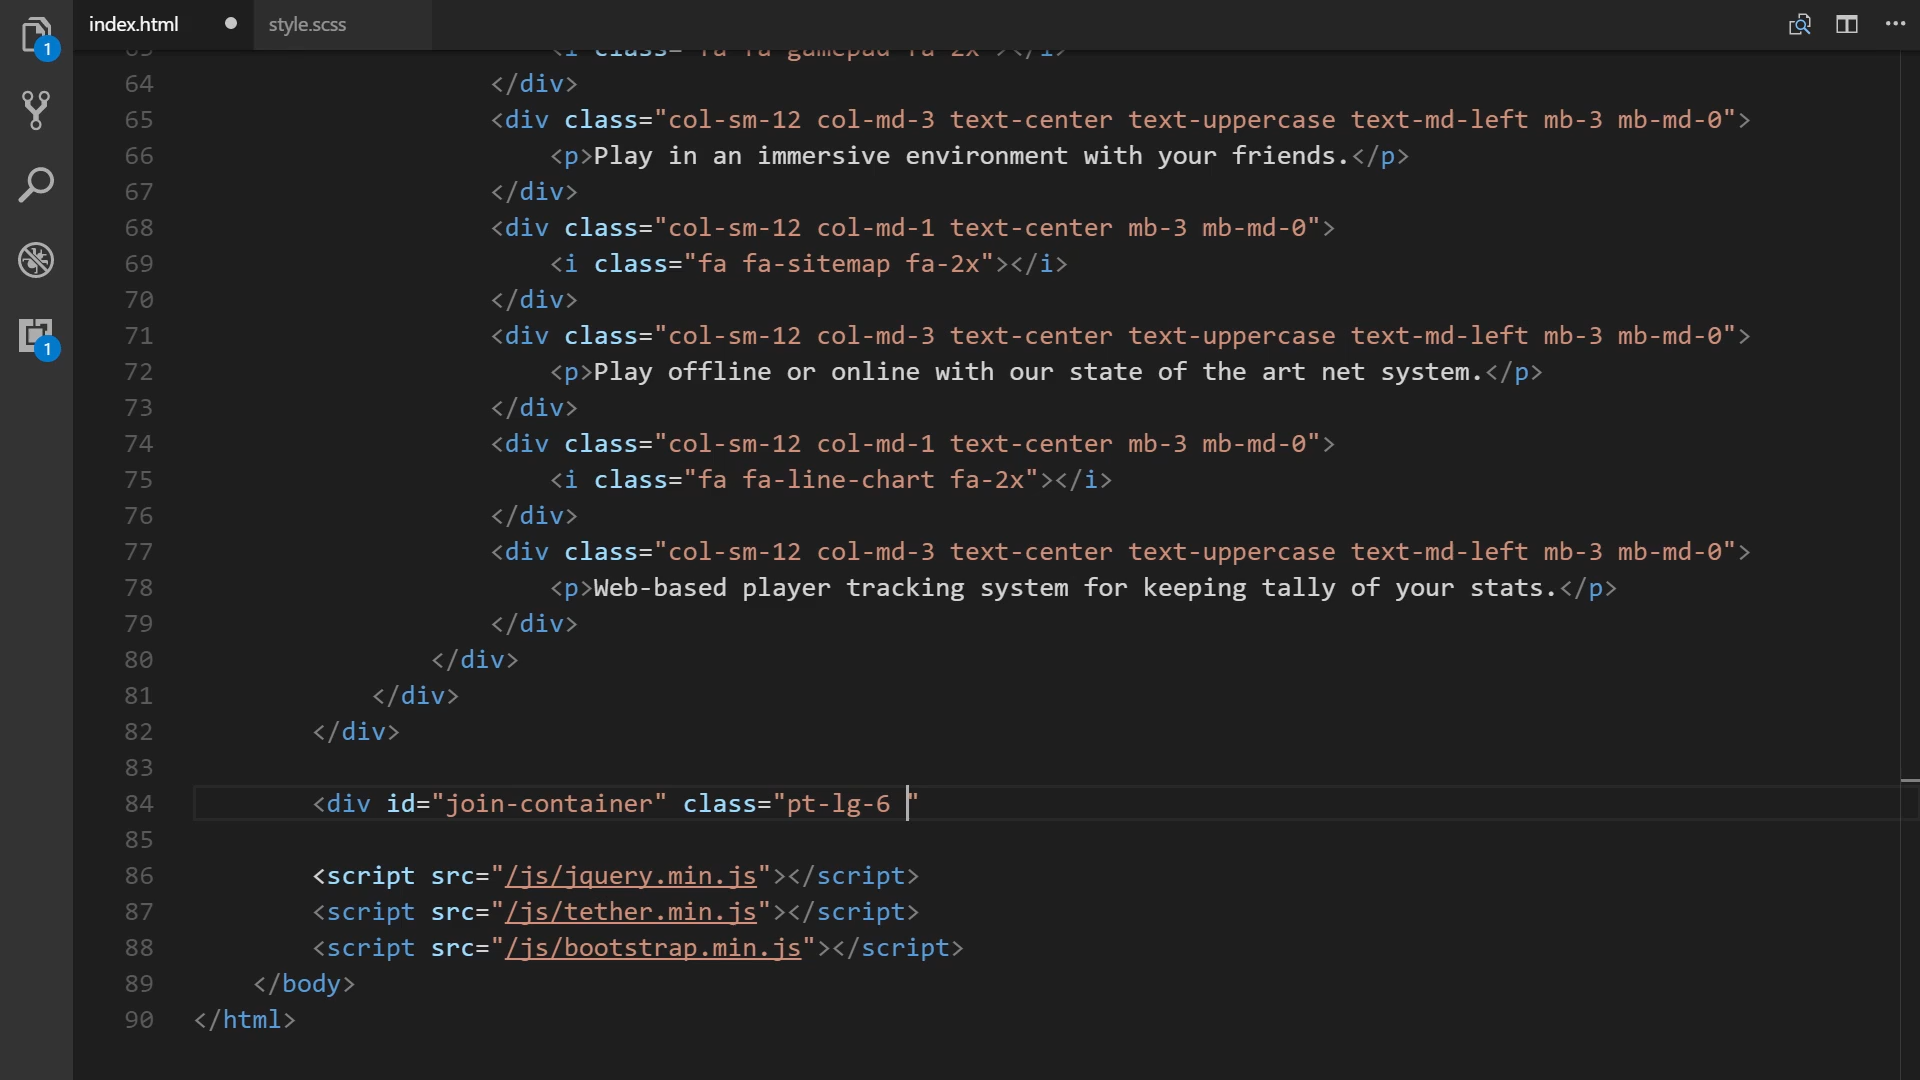 index.html
style.scss
<i class="fa fa-gamepad fa-2x"></i>
64 </div>
65 <div class="col-sm-12 col-md-3 text-center text-uppercase text-md-left mb-3 mb-md-0">
66 <p>Play in an immersive environment with your friends.</p>
67 </div>
68 <div class="col-sm-12 col-md-1 text-center mb-3 mb-md-0">
69 <i class="fa fa-sitemap fa-2x"></i>
70 </div>
71 <div class="col-sm-12 col-md-3 text-center text-uppercase text-md-left mb-3 mb-md-0">
72 <p>Play offline or online with our state of the art net system.</p>
73 </div>
74 <div class="col-sm-12 col-md-1 text-center mb-3 mb-md-0">
75 <i class="fa fa-line-chart fa-2x"></i>
76 </div>
77 <div class="col-sm-12 col-md-3 text-center text-uppercase text-md-left mb-3 mb-md-0">
78 <p>Web-based player tracking system for keeping tally of your stats.</p>
79 </div>
80 </div>
81 </div>
82 </div>
83
84 <div id="join-container" class="pt-lg-6 "
85
86 <script src="/js/jquery.min.js"></script>
87 <script src="/js/tether.min.js"></script>
88 <script src="/js/bootstrap.min.js"></script>
89 </body>
90 </html>
1
1